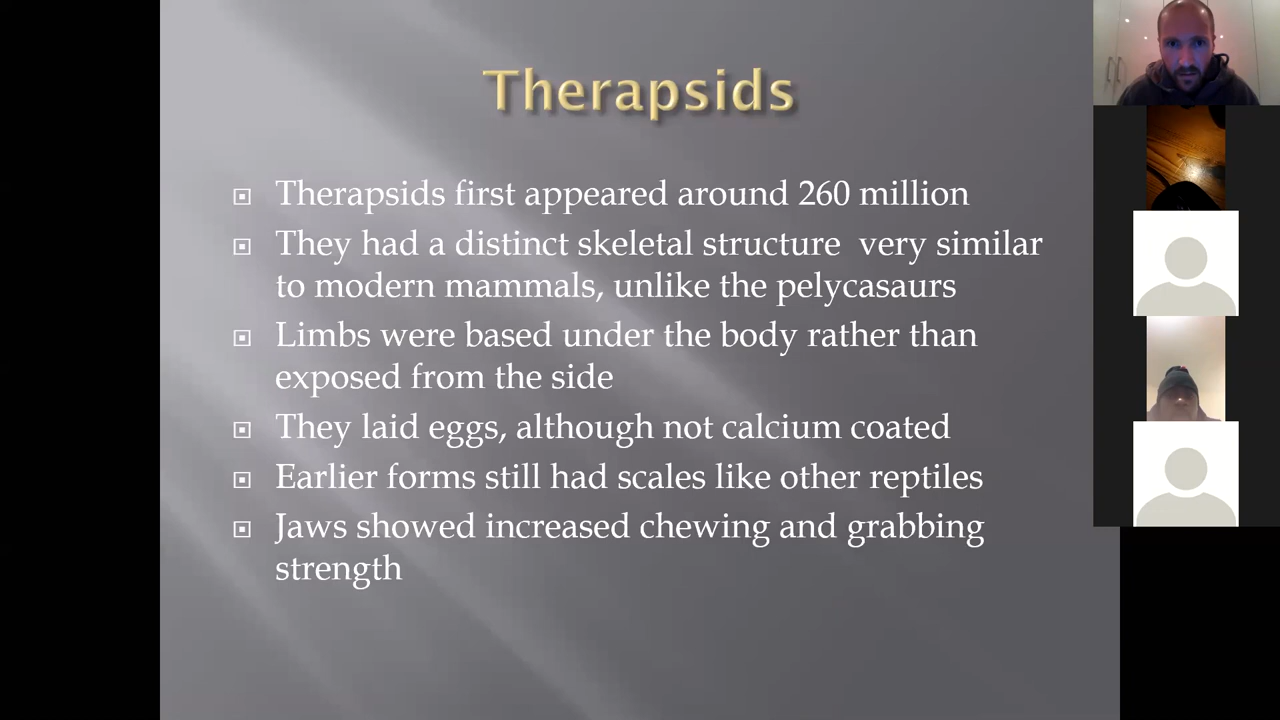 Therapsids
Therapsids first appeared around 260 million
They had a distinct skeletal structure  very similar
to modern mammals, unlike the pelycasaurs
Limbs were based under the body rather than
exposed from the side
They laid eggs, although not calcium coated
Earlier forms still had scales like other reptiles
Jaws showed increased chewing and grabbing
strength